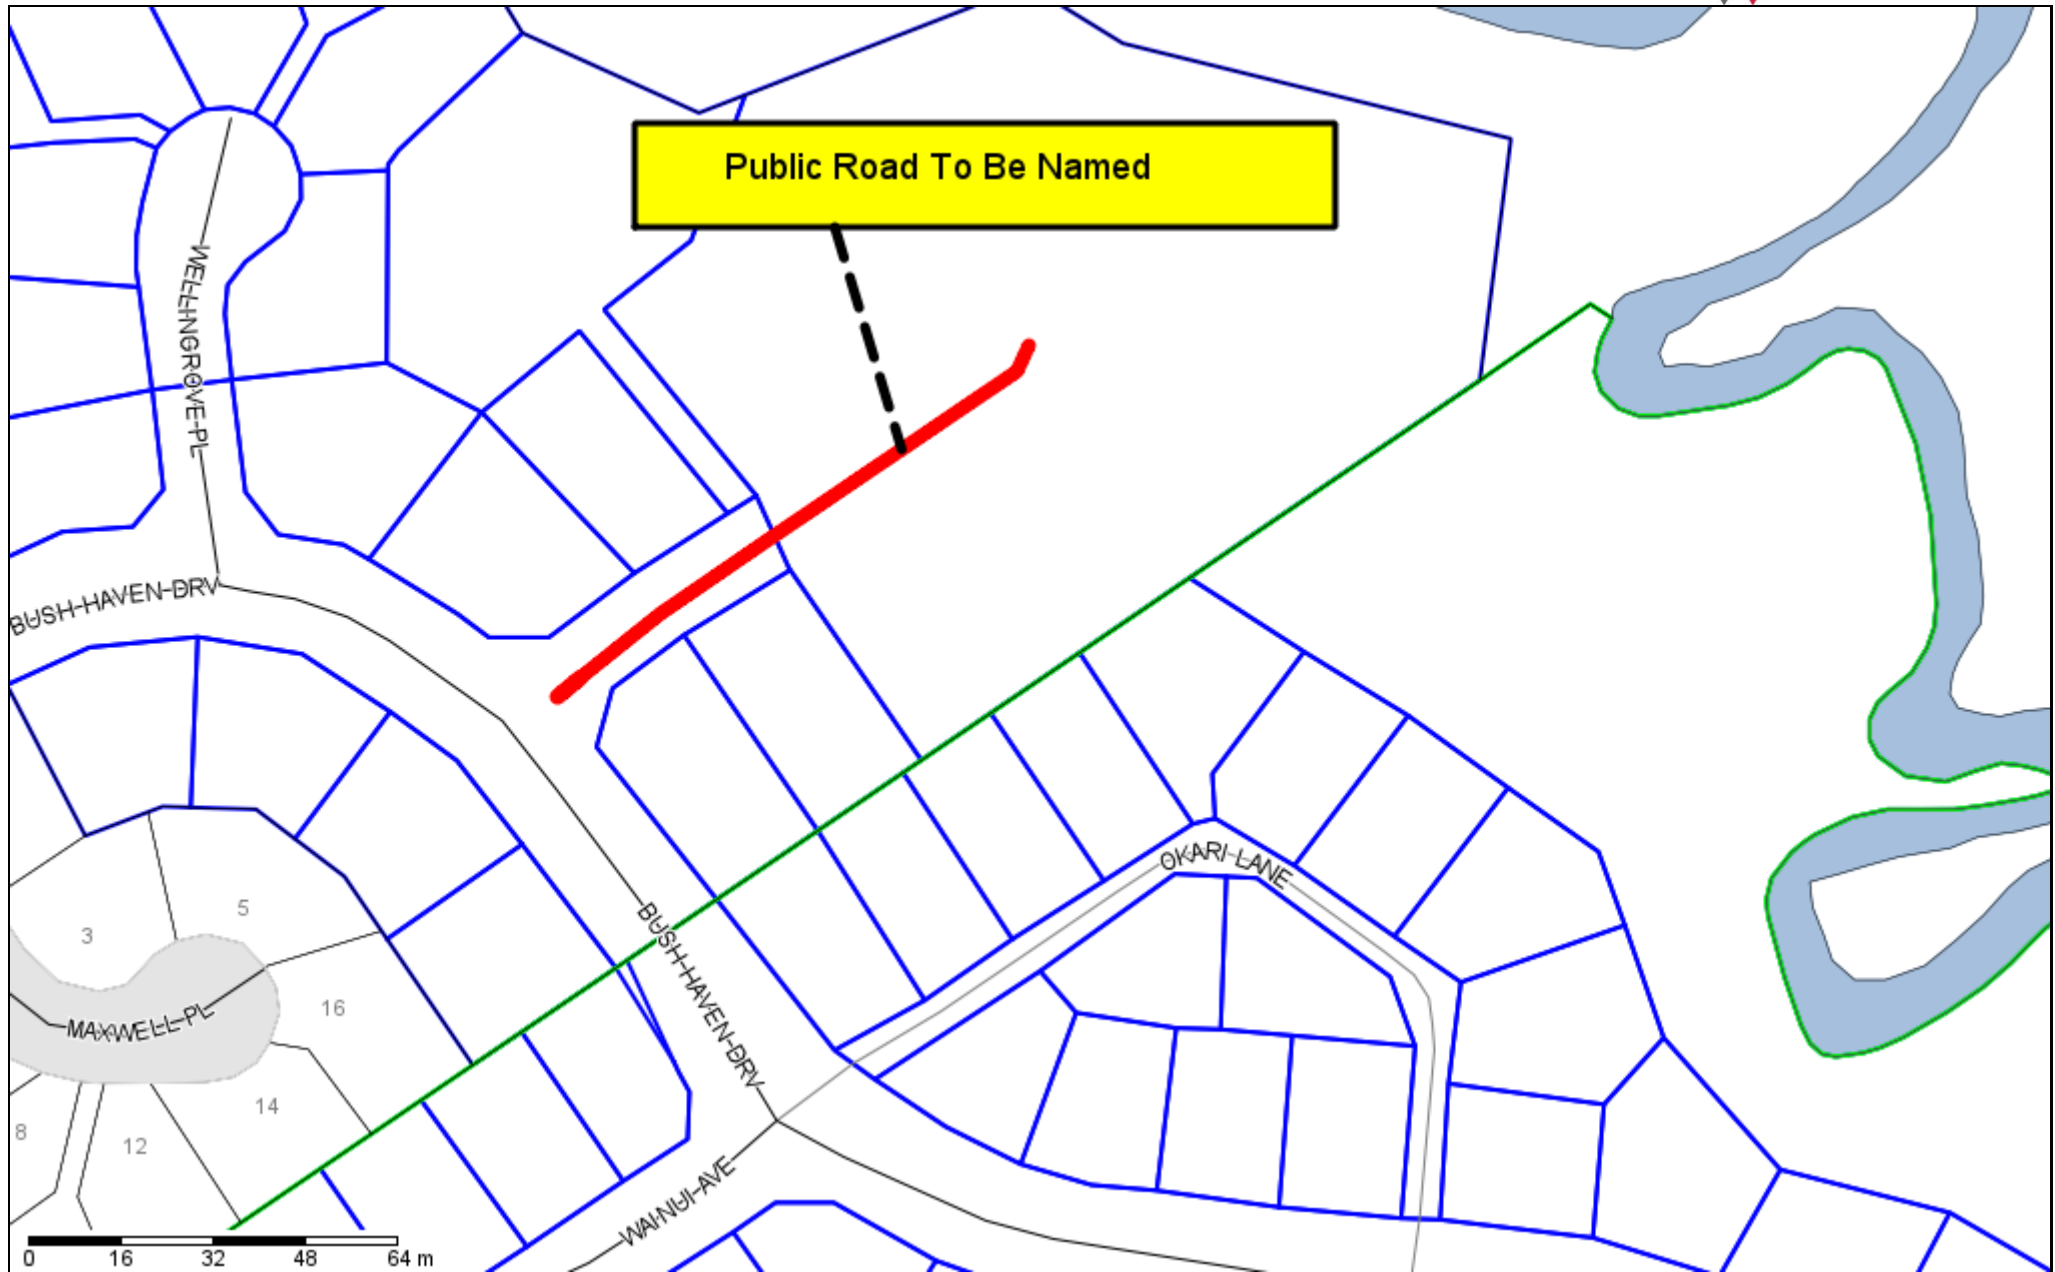 Public Road To Be Named
WELLINGROVE PL
BUSH HAVEN DRV
OKARI LANE
5
3
BUSH HAVEN DRV
16
MAXWELL PL
14
8
12
WAINUI AVE
0 16 32 48 64 m